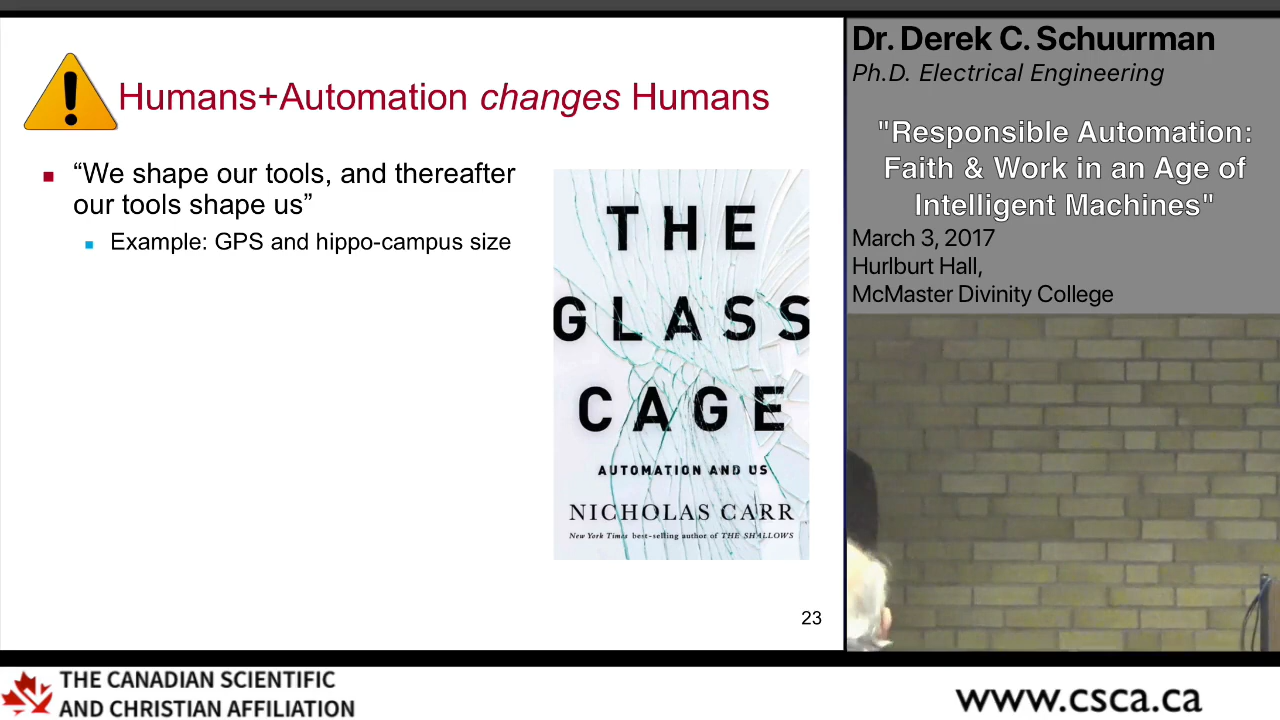 Humans+Automation changes Humans
“We shape our tools, and thereafter
our tools shape us”
Example: GPS and hippo-campus size
THE
GLASS
CAGE
AUTOMATION AND US
NICHOLAS CARR
New York Times best-selling author of THE SHALLOWS
23
Dr. Derek C. Schuurman
Ph.D. Electrical Engineering
"Responsible Automation:
Faith & Work in an Age of
Intelligent Machines"
March 3, 2017
Hurlburt Hall,
McMaster Divinity College
THE CANADIAN SCIENTIFIC
AND CHRISTIAN AFFILIATION
www.csca.ca